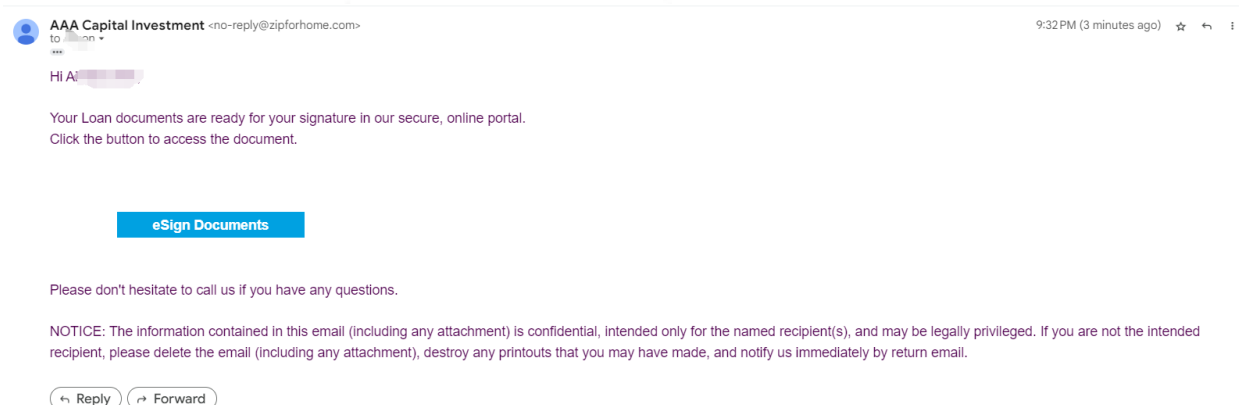 AAA Capital Investment <no-reply@zipforhome.com>
9:32 PM (3 minutes ago)
to
Hi
Your Loan documents are ready for your signature in our secure, online portal.
Click the button to access the document.
eSign Documents
Please don't hesitate to call us if you have any questions.
NOTICE: The information contained in this email (including any attachment) is confidential, intended only for the named recipient(s), and may be legally privileged. If you are not the intended
recipient, please delete the email (including any attachment), destroy any printouts that you may have made, and notify us immediately by return email.
Reply
Forward